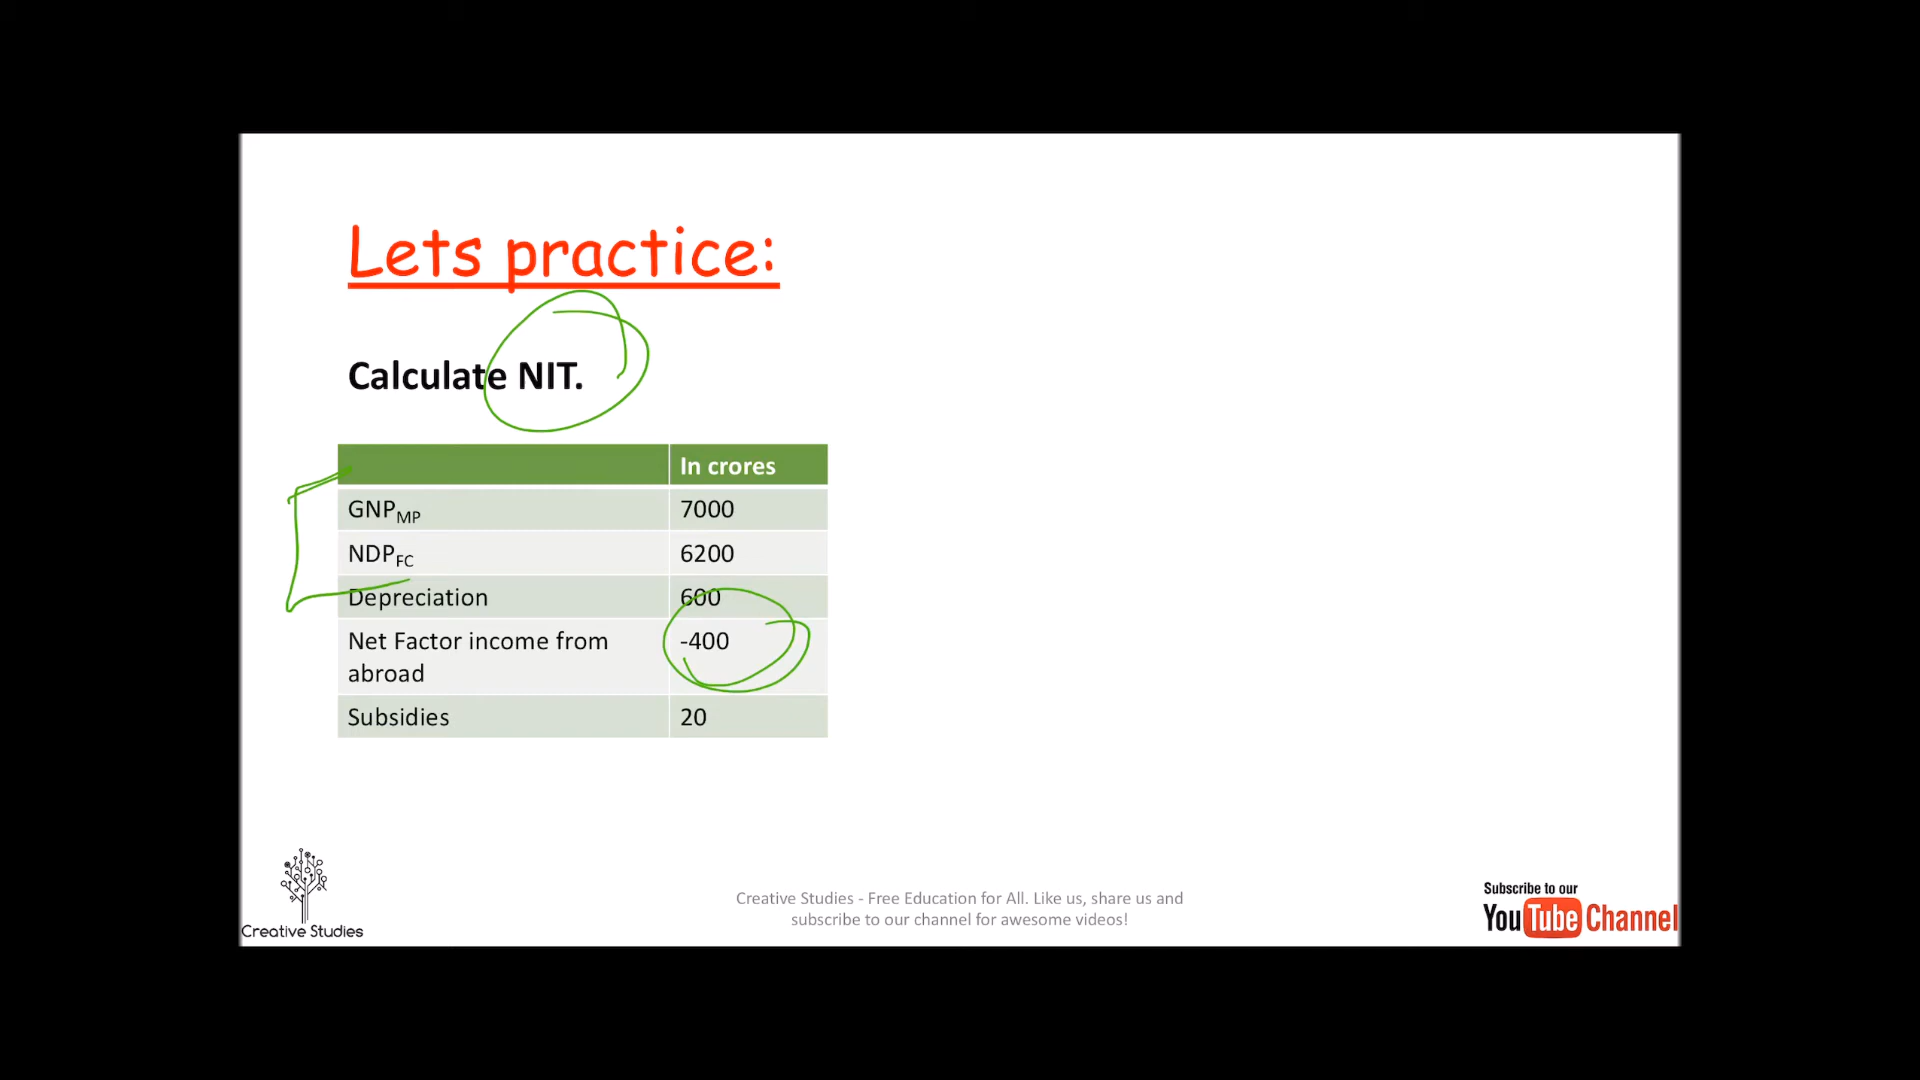 Lets practice:
Calculate NIT.
In crores
GNPMP 7000
NDPFC 6200
Depreciation 600
Net Factor income from -400
abroad
Subsidies 20
Creative Studies - Free Education for All. Like us, share us and
subscribe to our channel for awesome videos!
Creative Studies
Subscribe to our
YouTube Channel